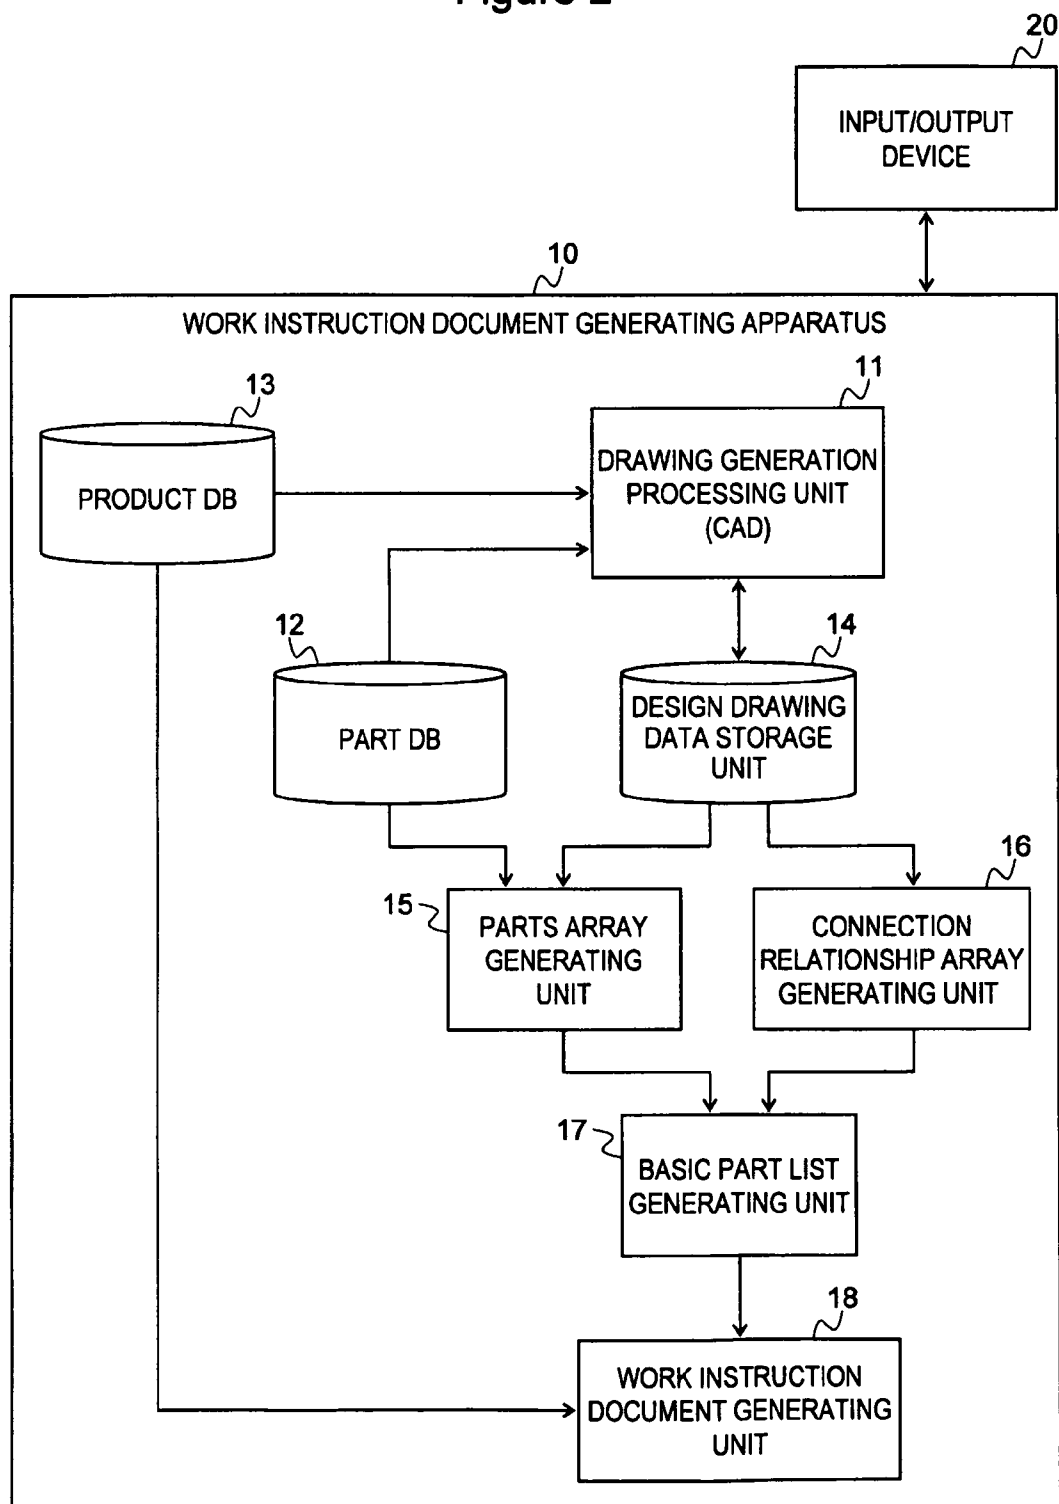 Figure 2
20
INPUT/OUTPUT
DEVICE
10
WORK INSTRUCTION DOCUMENT GENERATING APPARATUS
13
PRODUCT DB
11
DRAWING GENERATION
PROCESSING UNIT
(CAD)
12
PART DB
14
DESIGN DRAWING
DATA STORAGE
UNIT
15
PARTS ARRAY
GENERATING
UNIT
16
CONNECTION
RELATIONSHIP ARRAY
GENERATING UNIT
17
BASIC PART LIST
GENERATING UNIT
18
WORK INSTRUCTION
DOCUMENT GENERATING
UNIT